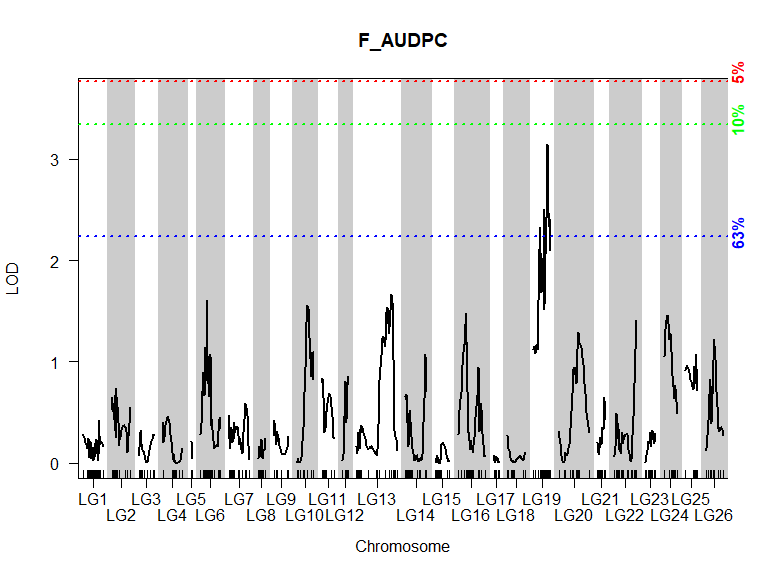 F_AUDPC
5%
10%
63%
LOD
3
2
1
0
LG1 LG3 LG5 LG7 LG9 LG11 LG13 LG15 LG17 LG19 LG21 LG23 LG25
LG2 LG4 LG6 LG8 LG10 LG12 LG14 LG16 LG18 LG20 LG22 LG24 LG26
Chromosome